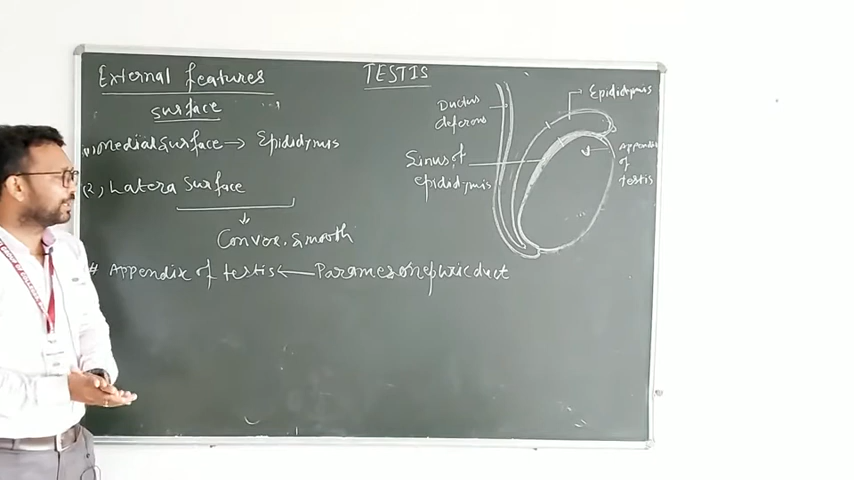 External features
surface
(1) Medial surface → Epididymis
(2) Latera surface
Convex, smooth
# Appendix of testis ← Paramesonephric duct
TESTIS
Ductus
deferens
Epididymis
Sinus of
epididymis
Appendix
of
testis